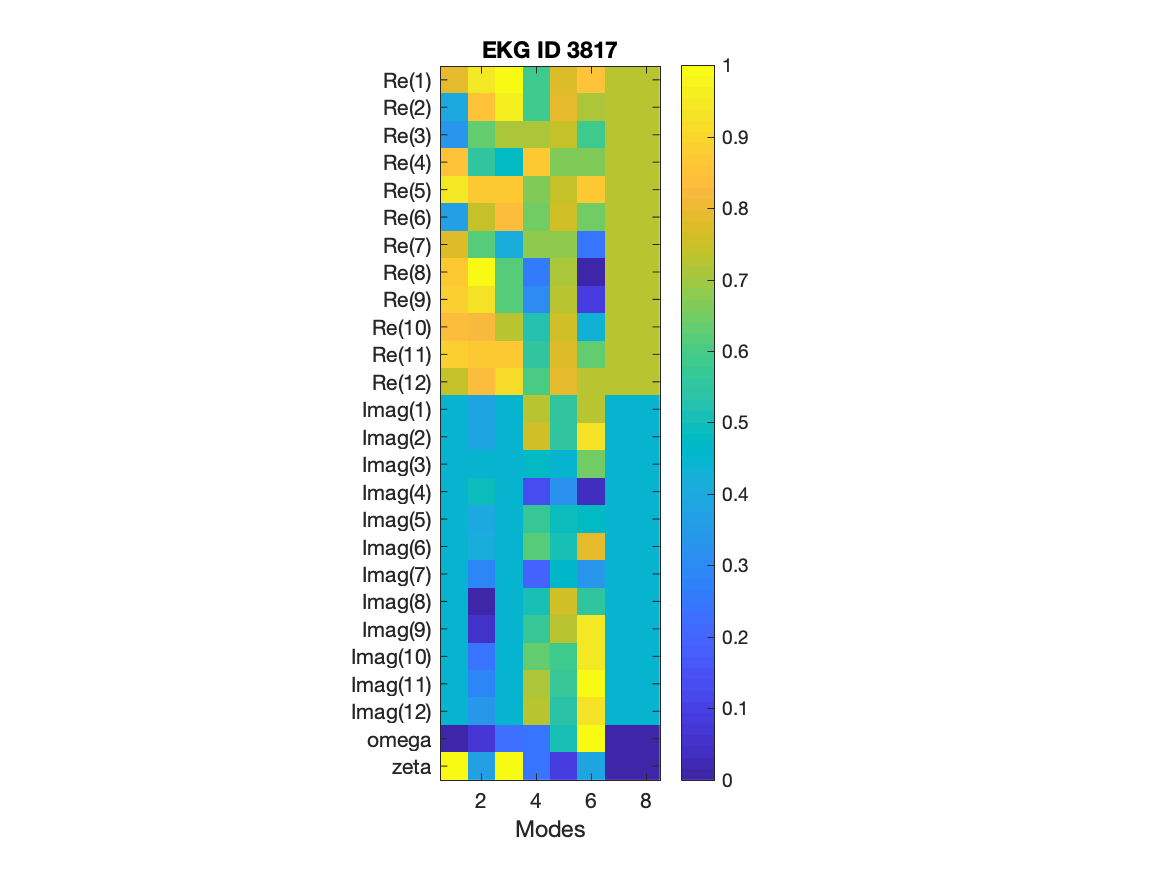 EKG ID 3817
Re(1)
Re(2)
Re(3)
Re(4)
Re(5)
Re(6)
Re(7)
Re(8)
Re(9)
Re(10)
Re(11)
Re(12)
Imag(1)
Imag(2)
Imag(3)
Imag(4)
Imag(5)
Imag(6)
Imag(7)
Imag(8)
Imag(9)
Imag(10)
Imag(11)
Imag(12)
omega
zeta
2 4 6 8
Modes
1
0.9
0.8
0.7
0.6
0.5
0.4
0.3
0.2
0.1
0